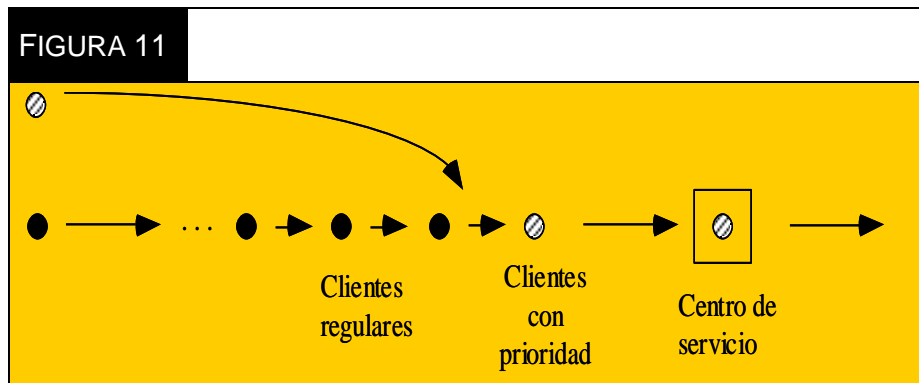 FIGURA 11
...
Clientes
regulares
Clientes
con
prioridad
Centro de
servicio